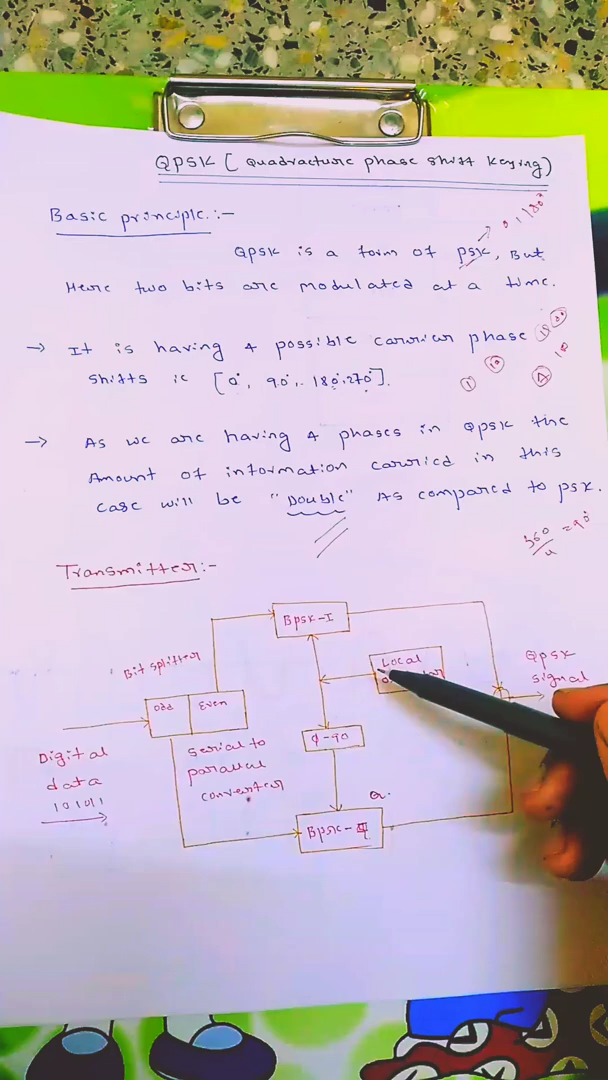 QPSK [ Quadracture phase shift keying)
Basic principle:-
0, 180°
QPSK is a form of PSK, But
Here two bits are modulated at a time.
→ It is having 4 possible carrier phase
shifts ie [0°, 90°, 180°, 270°].
→ As we are having 4 phases in QPSK the
Amount of information carried in this
case will be "Double" As compared to PSK.
360/4 = 90°
Transmitter:-
BPSK-I
Bit splitter
Local
QPSK
signal
Odd
Even
φ-90
Digital
data
101011
Serial to
parallel
converter
Q.
BPSK-